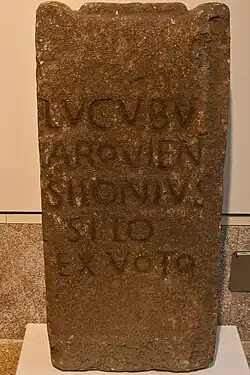 LVCVBV
ARQVIEN
SILONIVS
SILO
EX VOTO